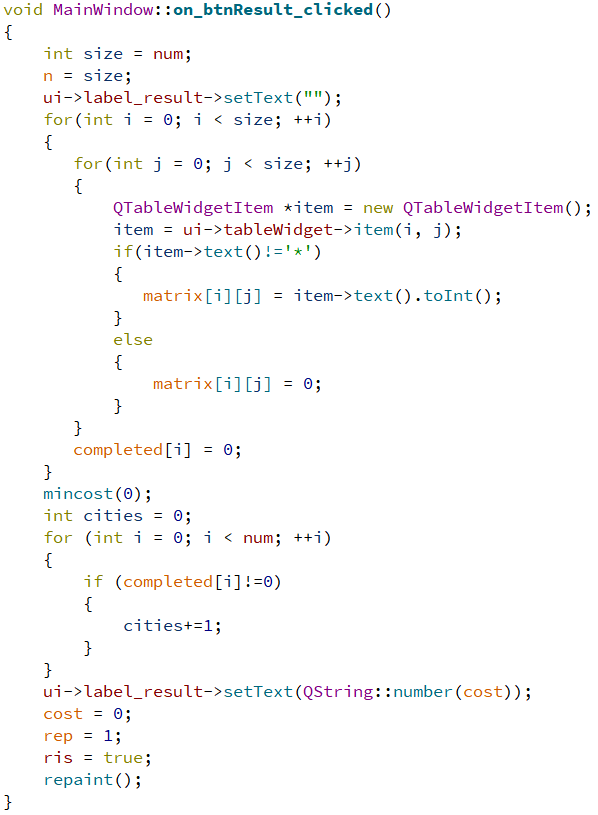 void MainWindow::on_btnResult_clicked()
{
    int size = num;
    n = size;
    ui->label_result->setText("");
    for(int i = 0; i < size; ++i)
    {
       for(int j = 0; j < size; ++j)
       {
           QTableWidgetItem *item = new QTableWidgetItem();
           item = ui->tableWidget->item(i, j);
           if(item->text()!='*')
           {
              matrix[i][j] = item->text().toInt();
           }
           else
           {
               matrix[i][j] = 0;
           }
       }
       completed[i] = 0;
    }
    mincost(0);
    int cities = 0;
    for (int i = 0; i < num; ++i)
    {
        if (completed[i]!=0)
        {
            cities+=1;
        }
    }
    ui->label_result->setText(QString::number(cost));
    cost = 0;
    rep = 1;
    ris = true;
    repaint();
}